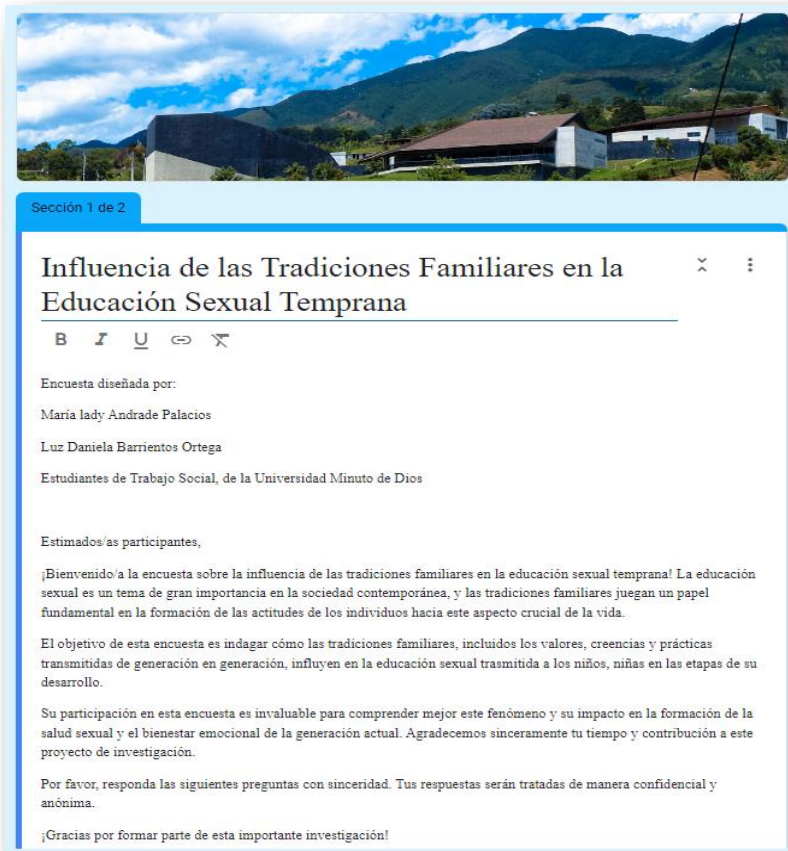 Sección 1 de 2
Influencia de las Tradiciones Familiares en la
Educación Sexual Temprana
B I U
Encuesta diseñada por:
María lady Andrade Palacios
Luz Daniela Barrientos Ortega
Estudiantes de Trabajo Social, de la Universidad Minuto de Dios
Estimados/as participantes,
¡Bienvenido/a la encuesta sobre la influencia de las tradiciones familiares en la educación sexual temprana! La educación
sexual es un tema de gran importancia en la sociedad contemporánea, y las tradiciones familiares juegan un papel
fundamental en la formación de las actitudes de los individuos hacia este aspecto crucial de la vida.
El objetivo de esta encuesta es indagar cómo las tradiciones familiares, incluidos los valores, creencias y prácticas
transmitidas de generación en generación, influyen en la educación sexual trasmitida a los niños, niñas en las etapas de su
desarrollo.
Su participación en esta encuesta es invaluable para comprender mejor este fenómeno y su impacto en la formación de la
salud sexual y el bienestar emocional de la generación actual. Agradecemos sinceramente tu tiempo y contribución a este
proyecto de investigación.
Por favor, responda las siguientes preguntas con sinceridad. Tus respuestas serán tratadas de manera confidencial y
anónima.
¡Gracias por formar parte de esta importante investigación!